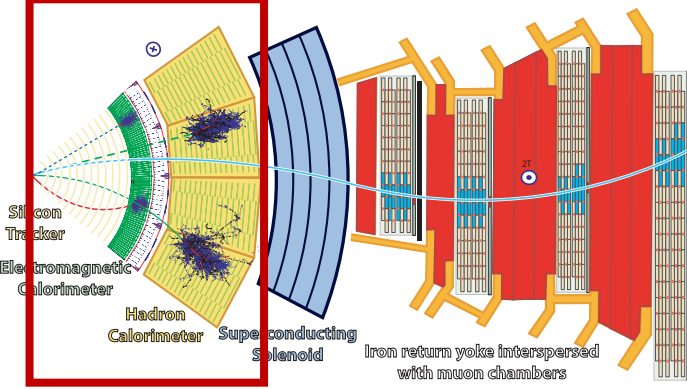 2T
Silicon
Tracker
Electromagnetic
Calorimeter
Hadron
Calorimeter
Superconducting
Solenoid
Iron return yoke interspersed
with muon chambers